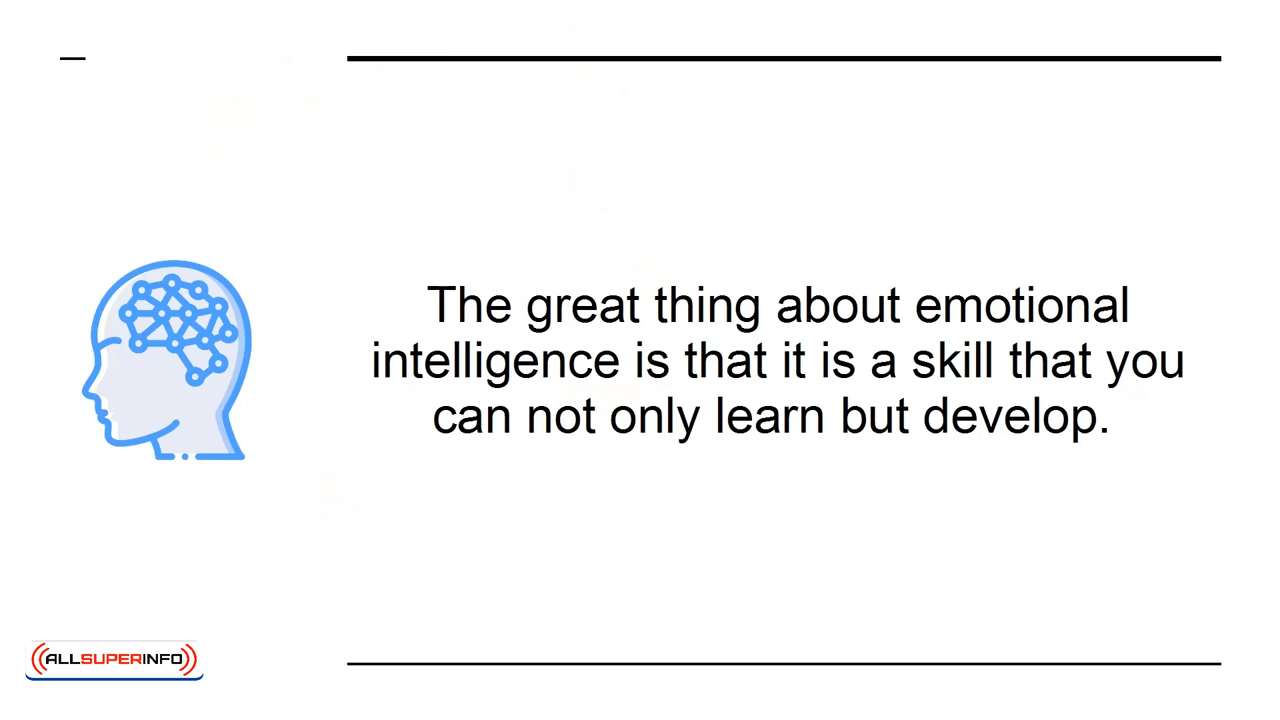 The great thing about emotional
intelligence is that it is a skill that you
can not only learn but develop.
ALLSUPERINFO